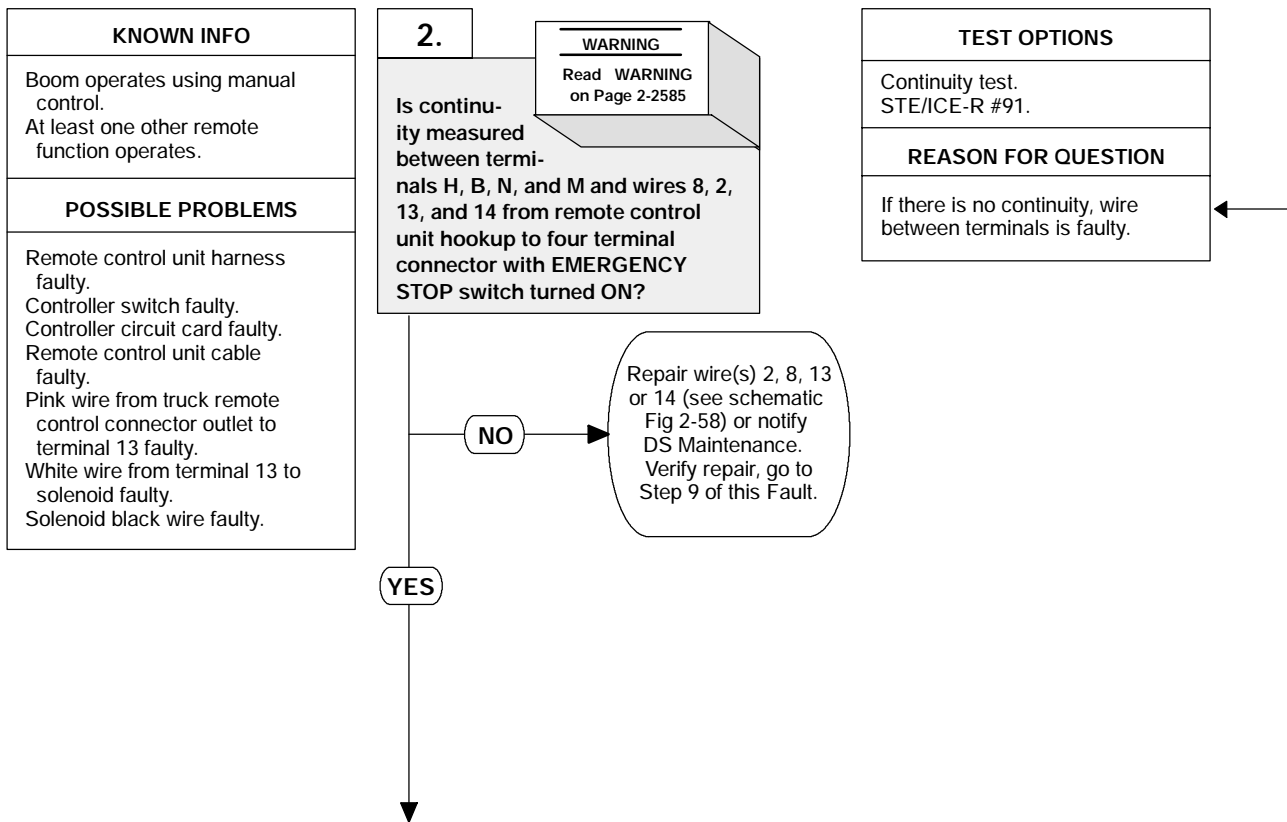 KNOWN INFO
Boom operates using manual
control.
At least one other remote
function operates.
POSSIBLE PROBLEMS
Remote control unit harness
faulty.
Controller switch faulty.
Controller circuit card faulty.
Remote control unit cable
faulty.
Pink wire from truck remote
control connector outlet to
terminal 13 faulty.
White wire from terminal 13 to
solenoid faulty.
Solenoid black wire faulty.
2.
WARNING
Read WARNING
on Page 2-2585
Is continu-
ity measured
between termi-
nals H, B, N, and M and wires 8, 2,
13, and 14 from remote control
unit hookup to four terminal
connector with EMERGENCY
STOP switch turned ON?
NO
Repair wire(s) 2, 8, 13
or 14 (see schematic
Fig 2-58) or notify
DS Maintenance.
Verify repair, go to
Step 9 of this Fault.
YES
TEST OPTIONS
Continuity test.
STE/ICE-R #91.
REASON FOR QUESTION
If there is no continuity, wire
between terminals is faulty.